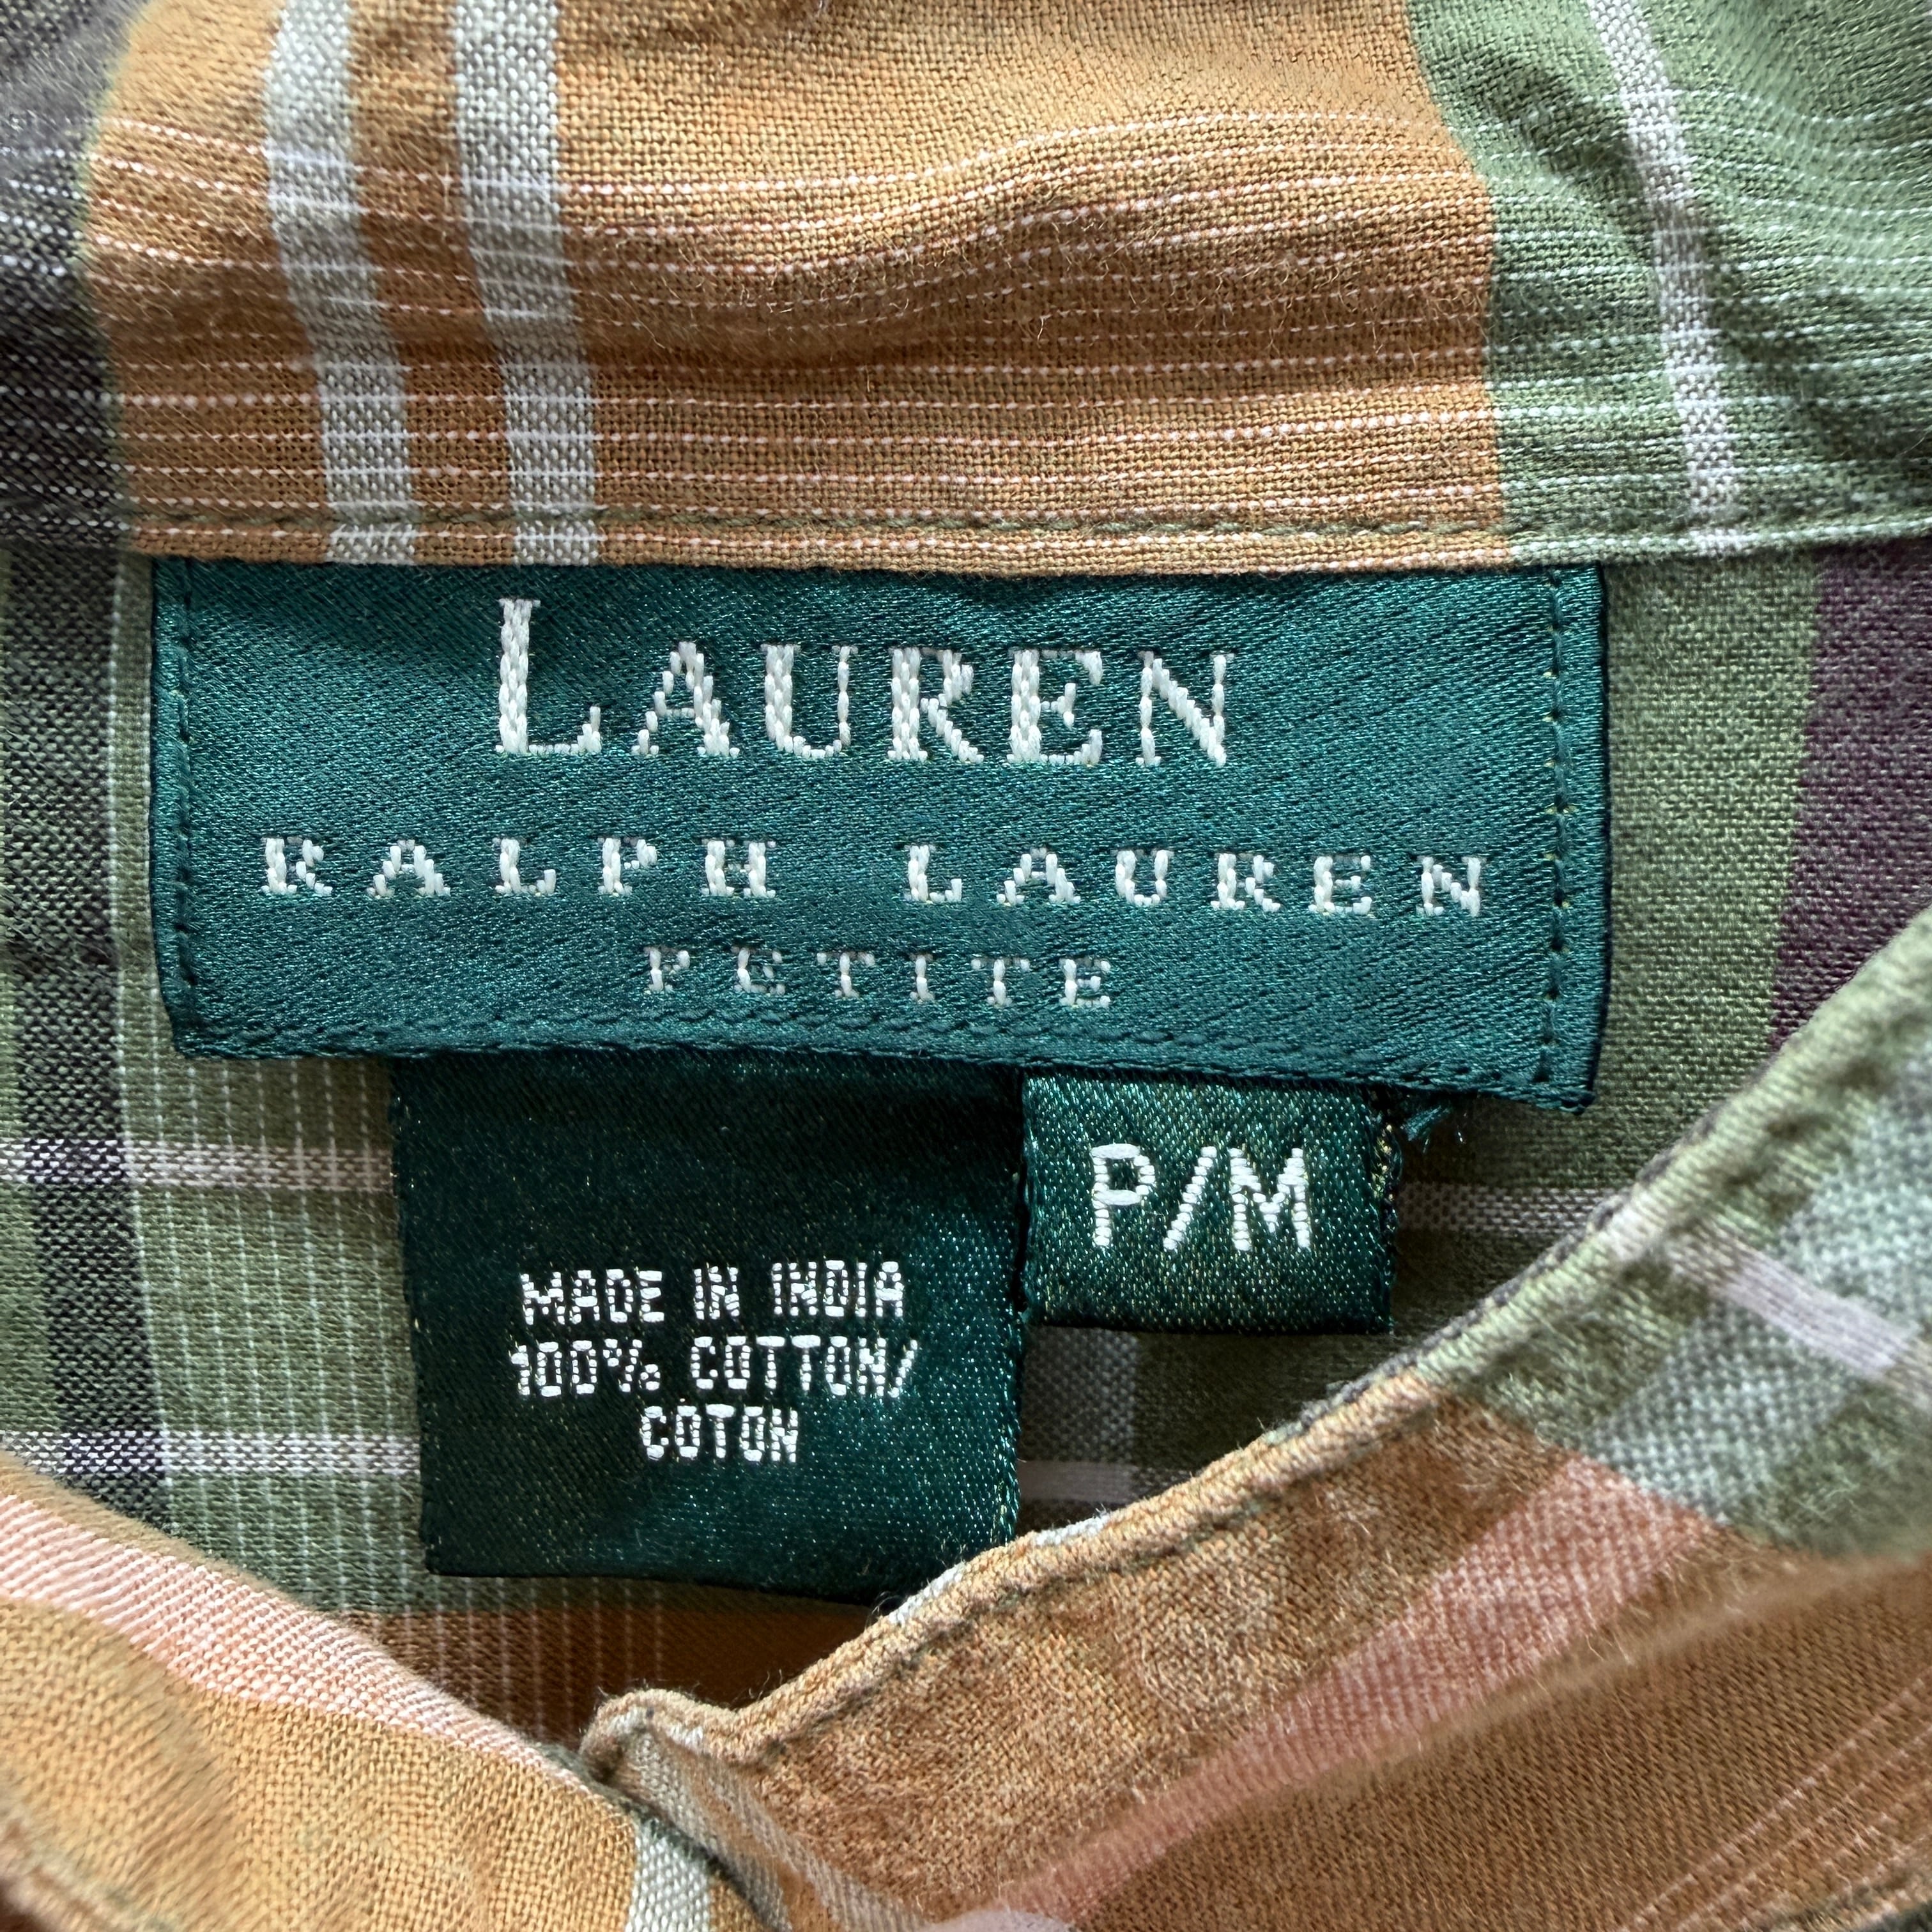 LAUREN
RALPH LAUREN
PETITE
P/M
MADE IN INDIA
100% COTTON/
COTON